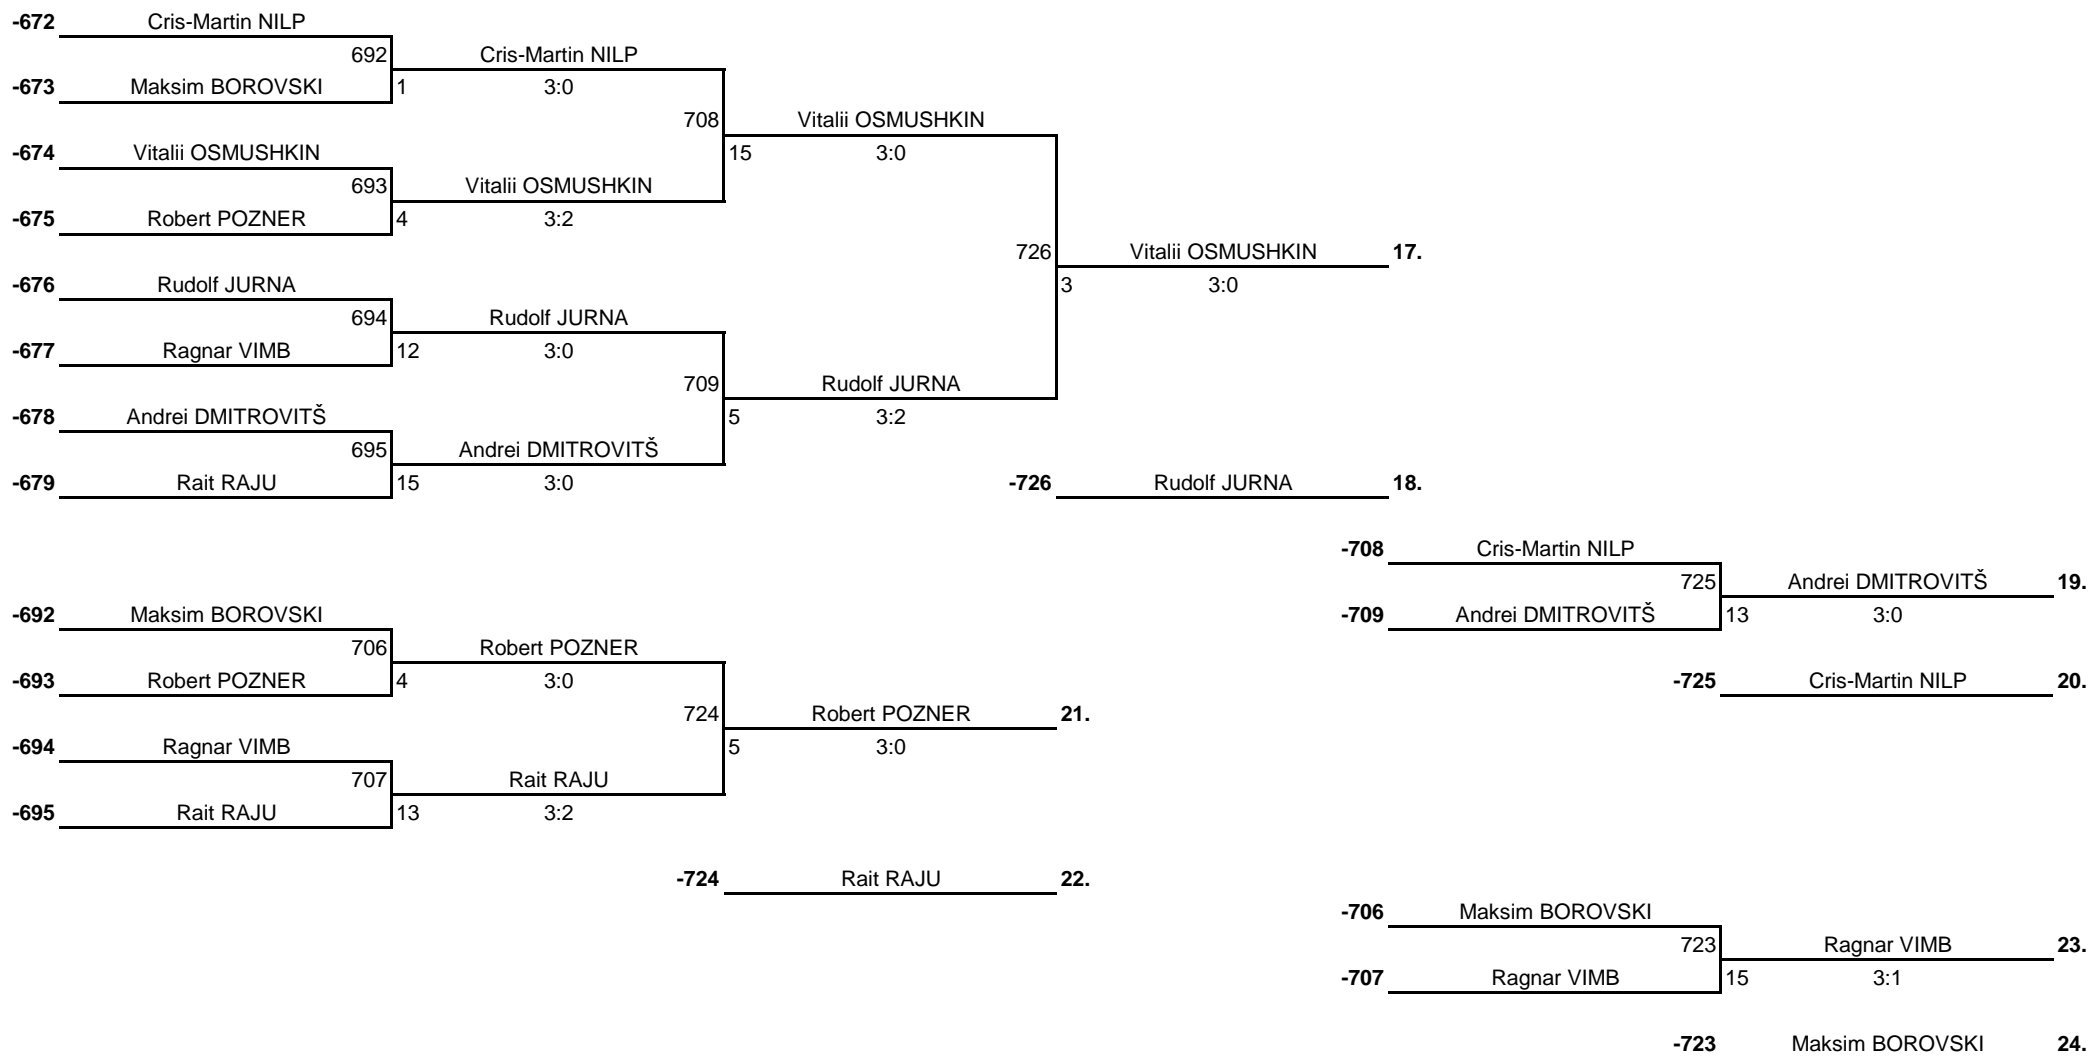 -672 Cris-Martin NILP
692 Cris-Martin NILP
-673 Maksim BOROVSKI 1 3:0
708 Vitalii OSMUSHKIN
-674 Vitalii OSMUSHKIN 15 3:0
693 Vitalii OSMUSHKIN
-675 Robert POZNER 4 3:2
726 Vitalii OSMUSHKIN 17.
-676 Rudolf JURNA 3 3:0
694 Rudolf JURNA
-677 Ragnar VIMB 12 3:0
709 Rudolf JURNA
-678 Andrei DMITROVITŠ 5 3:2
695 Andrei DMITROVITŠ
-679 Rait RAJU 15 3:0 -726 Rudolf JURNA 18.
-708 Cris-Martin NILP
725 Andrei DMITROVITŠ 19.
-692 Maksim BOROVSKI -709 Andrei DMITROVITŠ 13 3:0
706 Robert POZNER
-693 Robert POZNER 4 3:0 -725 Cris-Martin NILP 20.
724 Robert POZNER 21.
-694 Ragnar VIMB 5 3:0
707 Rait RAJU
-695 Rait RAJU 13 3:2
-724 Rait RAJU 22.
-706 Maksim BOROVSKI
723 Ragnar VIMB 23.
-707 Ragnar VIMB 15 3:1
-723 Maksim BOROVSKI 24.